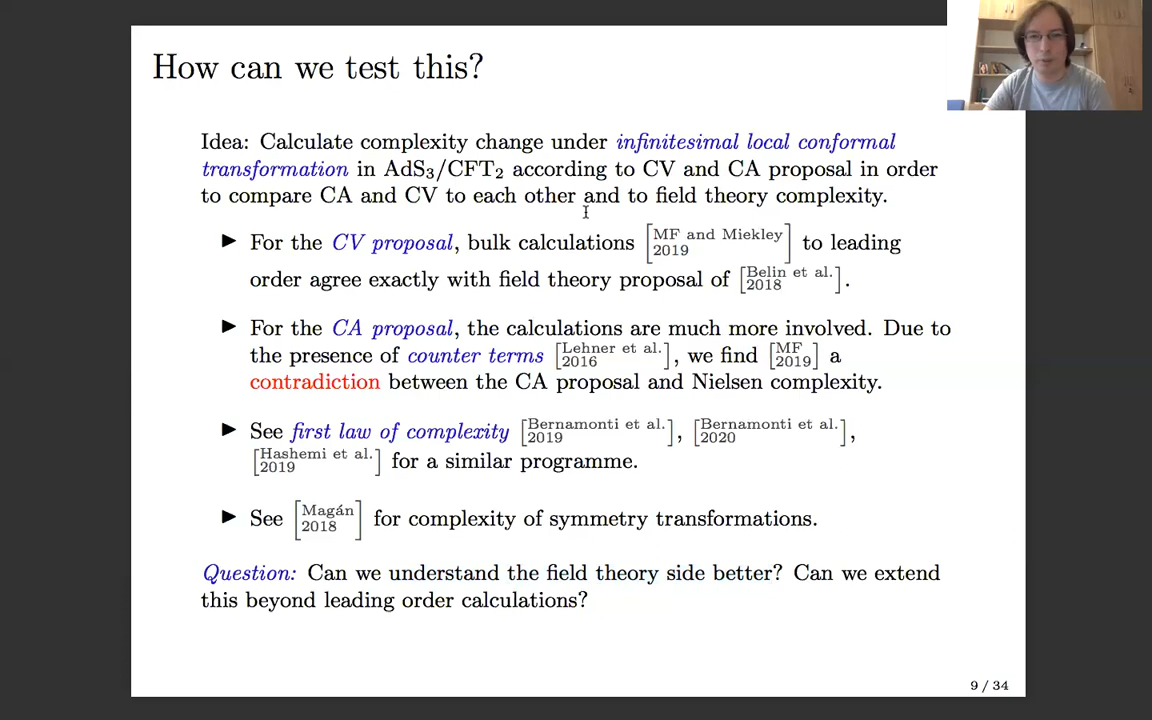 How can we test this?
Idea: Calculate complexity change under infinitesimal local conformal
transformation in AdS₃/CFT₂ according to CV and CA proposal in order
to compare CA and CV to each other and to field theory complexity.
► For the CV proposal, bulk calculations [MF and Miekley 2019] to leading
order agree exactly with field theory proposal of [Belin et al. 2018].
► For the CA proposal, the calculations are much more involved. Due to
the presence of counter terms [Lehner et al. 2016], we find [MF 2019] a
contradiction between the CA proposal and Nielsen complexity.
► See first law of complexity [Bernamonti et al. 2019], [Bernamonti et al. 2020],
[Hashemi et al. 2019] for a similar programme.
► See [Magán 2018] for complexity of symmetry transformations.
Question: Can we understand the field theory side better? Can we extend
this beyond leading order calculations?
9 / 34